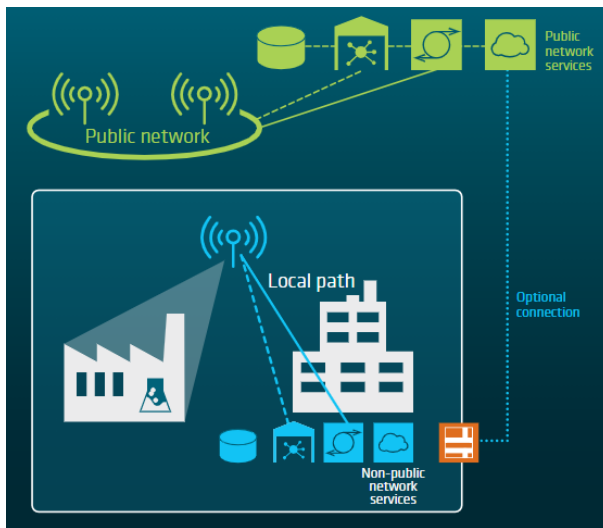 Public
network
services
Public network
Local path
Optional
connection
Non-public
network
services